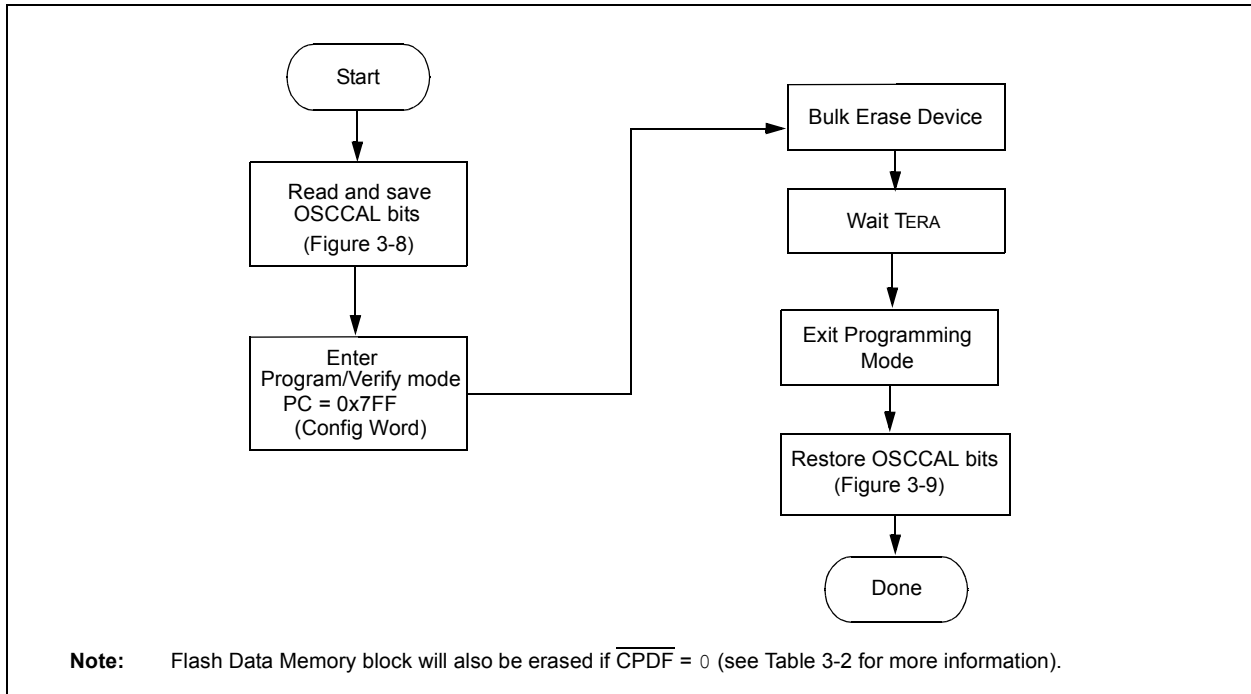 Start
Read and save
OSCCAL bits
(Figure 3-8)
Enter
Program/Verify mode
PC = 0x7FF
(Config Word)
Bulk Erase Device
Wait TERA
Exit Programming
Mode
Restore OSCCAL bits
(Figure 3-9)
Done
Note: Flash Data Memory block will also be erased if C̅P̅D̅F̅ = 0 (see Table 3-2 for more information).